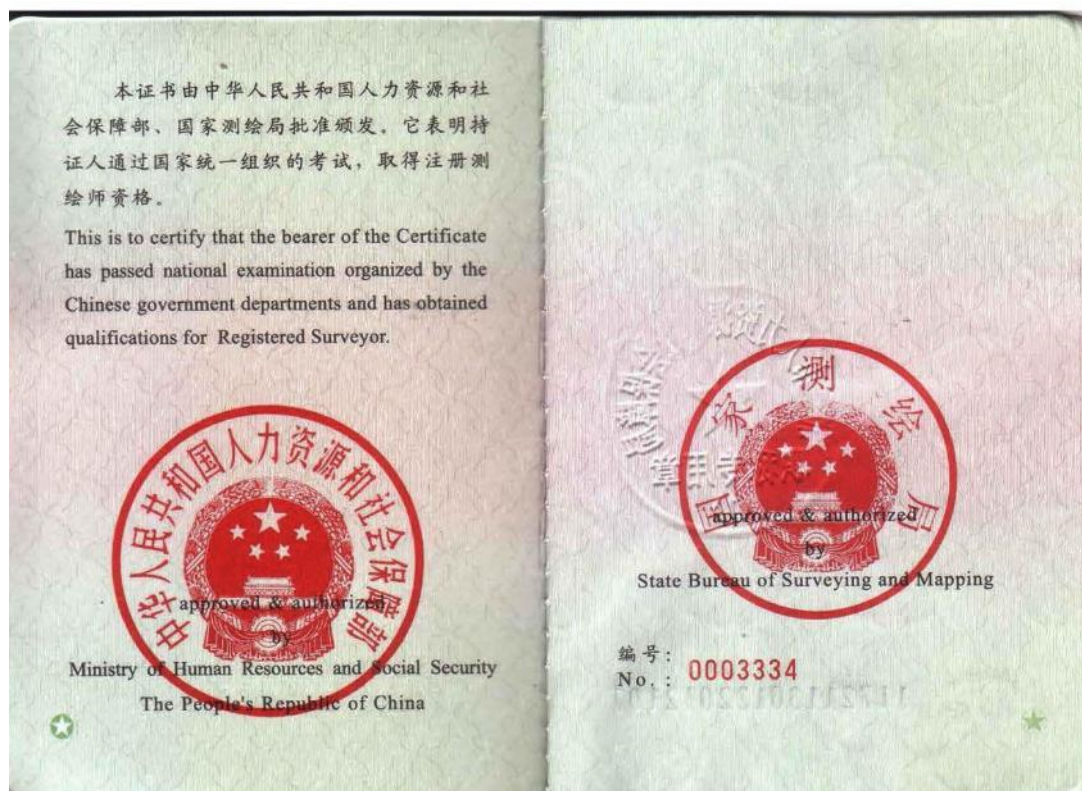 本证书由中华人民共和国人力资源和社
会保障部、国家测绘局批准颁发。它表明持
证人通过国家统一组织的考试，取得注册测
绘师资格。
This is to certify that the bearer of the Certificate
has passed national examination organized by the
Chinese government departments and has obtained
qualifications for Registered Surveyor.
中华人民共和国人力资源和社会保障部
approved & authorized
by
Ministry of Human Resources and Social Security
The People's Republic of China
国家测绘局
approved & authorized
by
State Bureau of Surveying and Mapping
编号：
No.: 0003334